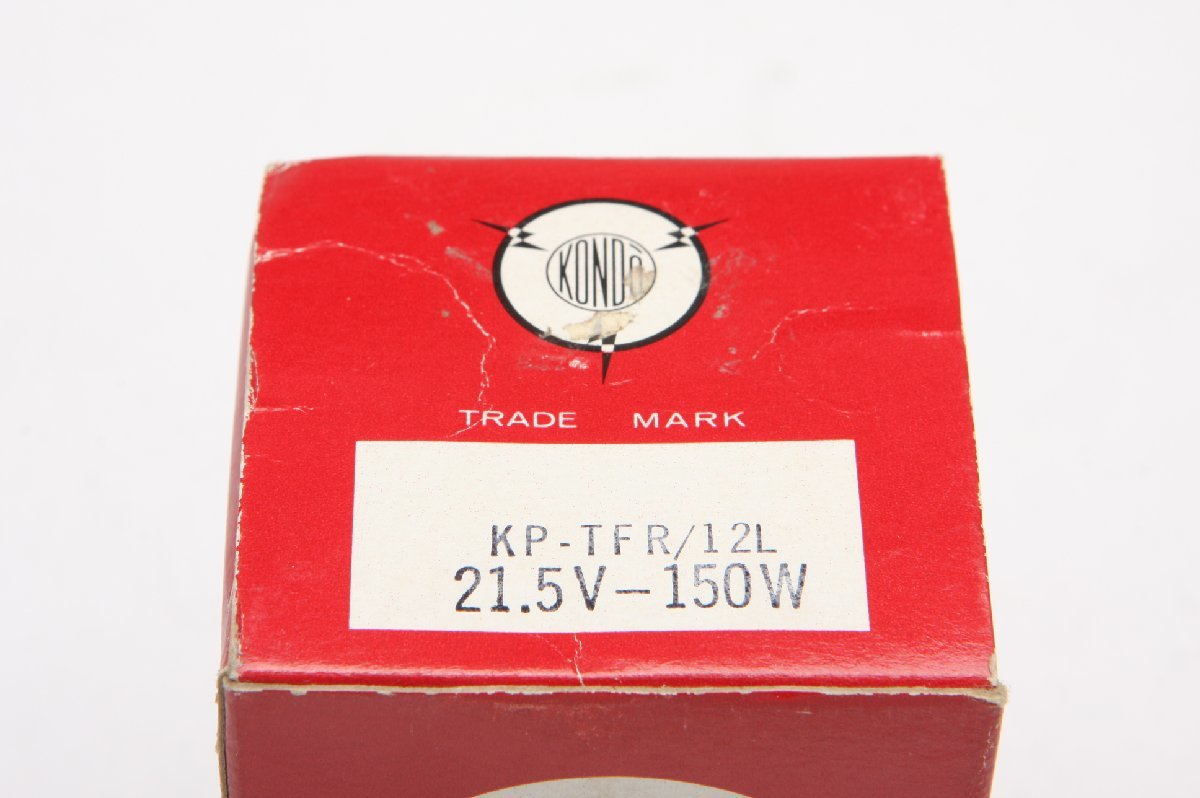 KONDO
TRADE MARK
KP-TFR/12L
21.5V-150W